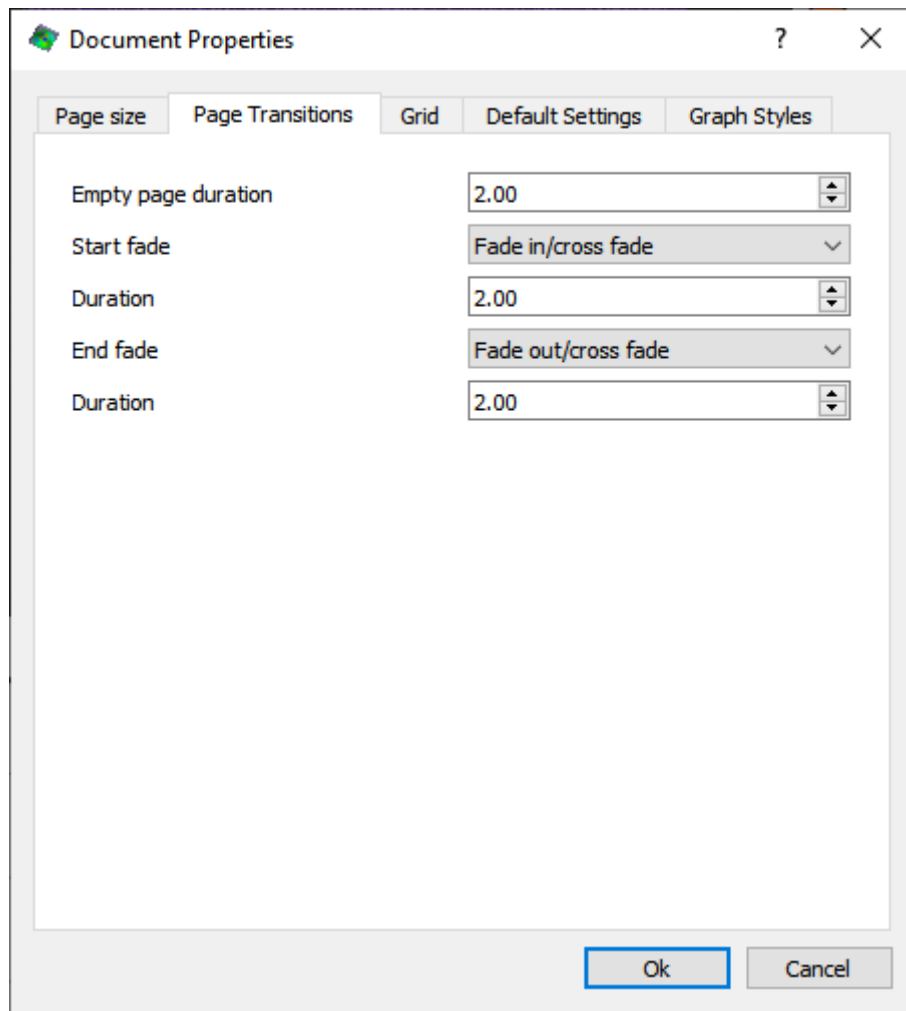 Document Properties ?
Page size Page Transitions Grid Default Settings Graph Styles
Empty page duration 2.00
Start fade Fade in/cross fade
Duration 2.00
End fade Fade out/cross fade
Duration 2.00
Ok Cancel